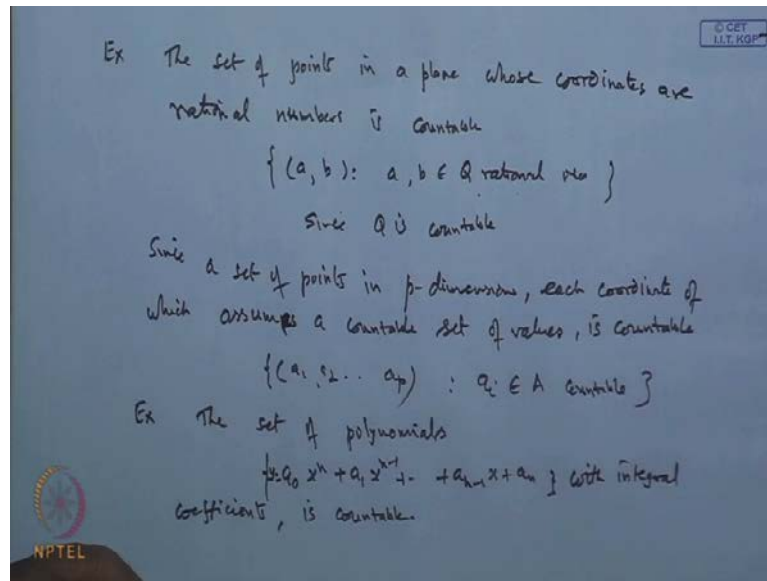 © CET
I.I.T. KGP
Ex The set of points in a plane whose coordinates are
rational numbers is countable
{(a, b): a, b ∈ Q rational nos }
Since Q is countable
Since a set of points in p-dimensions, each coordinate of
which assumes a countable set of values, is countable
{(a₁, a₂ .. aₚ) : aᵢ ∈ A countable }
Ex The set of polynomials
{y=a₀ xⁿ + a₁ xⁿ⁻¹ + - + aₙ₋₁ x + aₙ } with integral
coefficients, is countable.
NPTEL